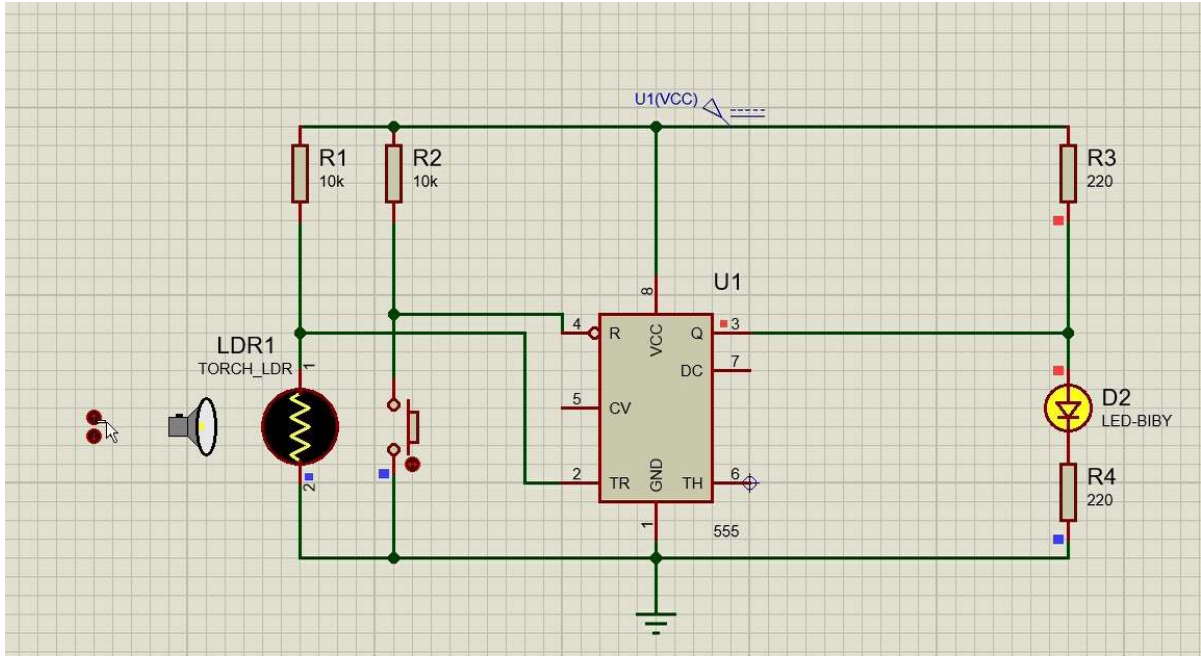 U1(VCC)
R1
10k
R2
10k
R3
220
U1
8
VCC
4
R
Q
3
DC
7
5
CV
2
TR
GND
TH
6
1
555
LDR1
TORCH_LDR
1
2
D2
LED-BIBY
R4
220